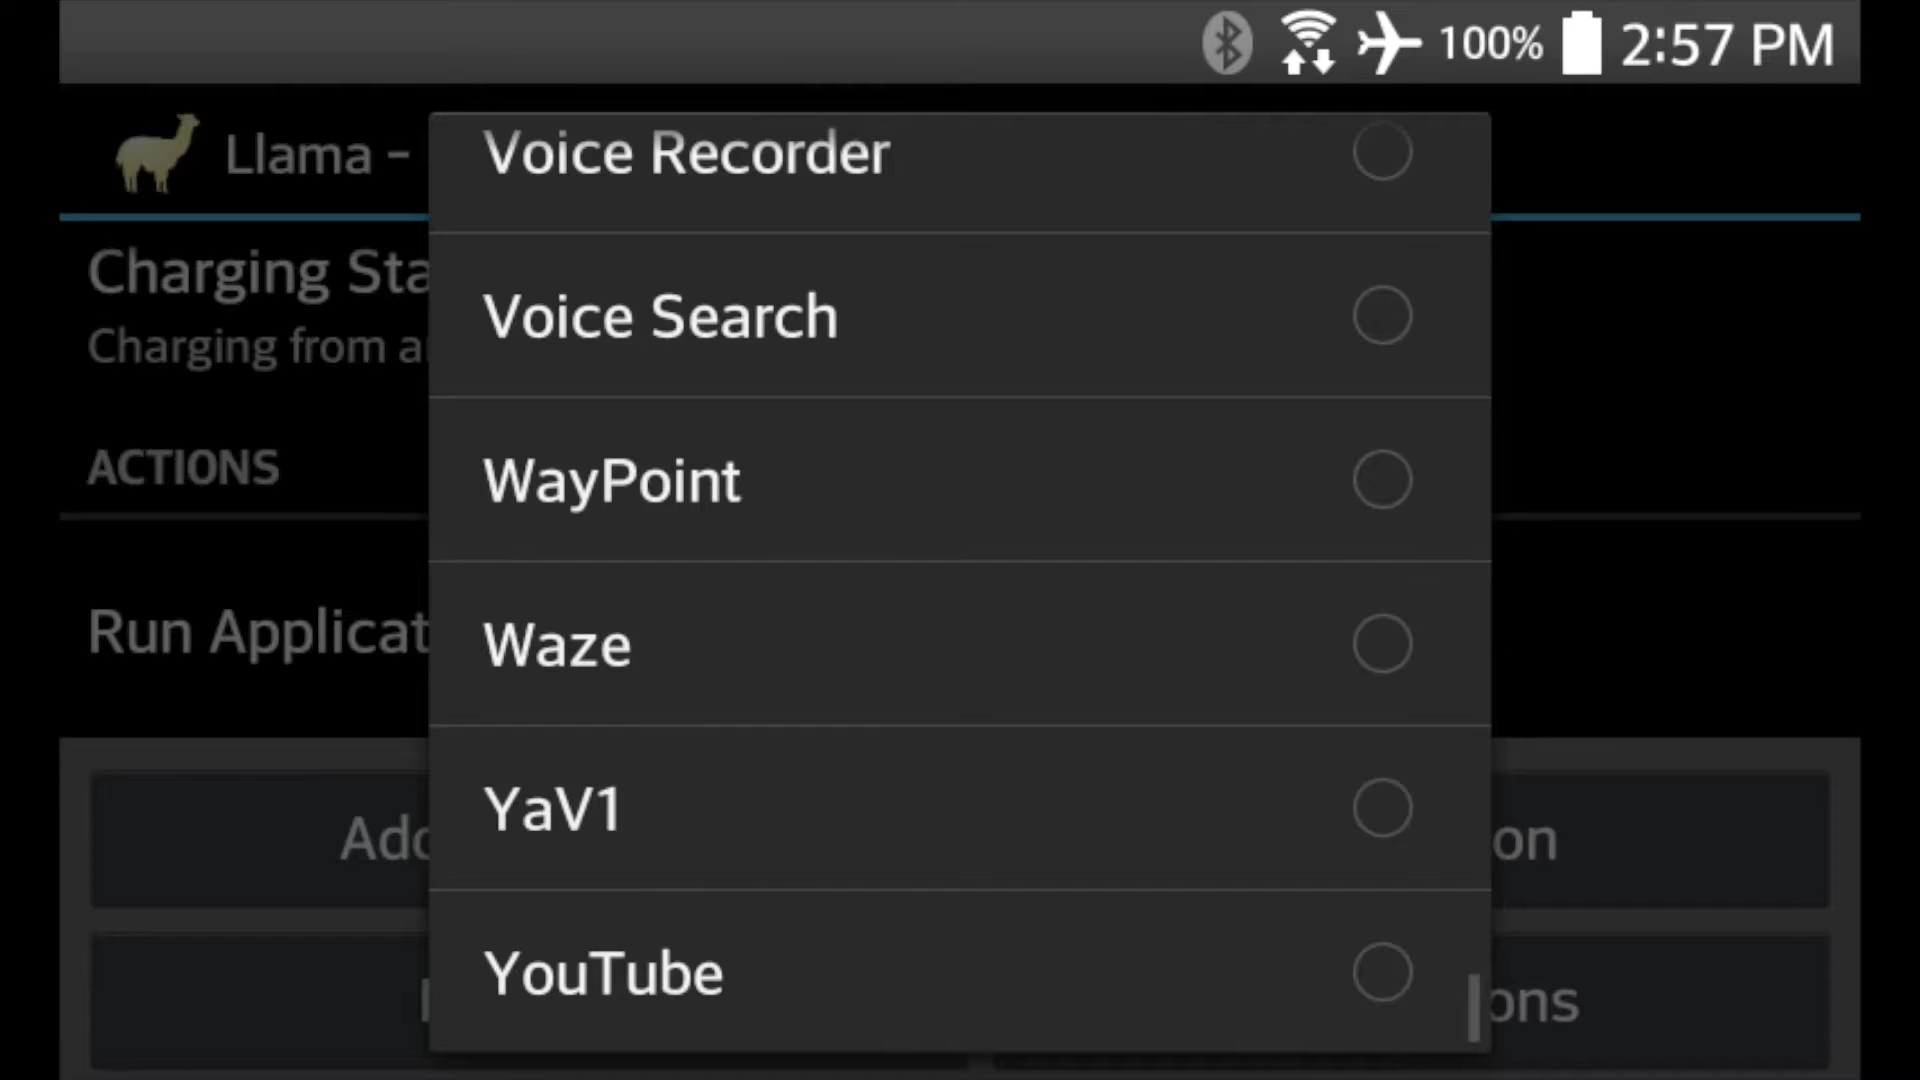 100% 2:57 PM
Llama -
Voice Recorder
Charging Sta
Voice Search
Charging from
WayPoint
ACTIONS
Waze
Run Applicat
YaV1
Add
on
YouTube
ons